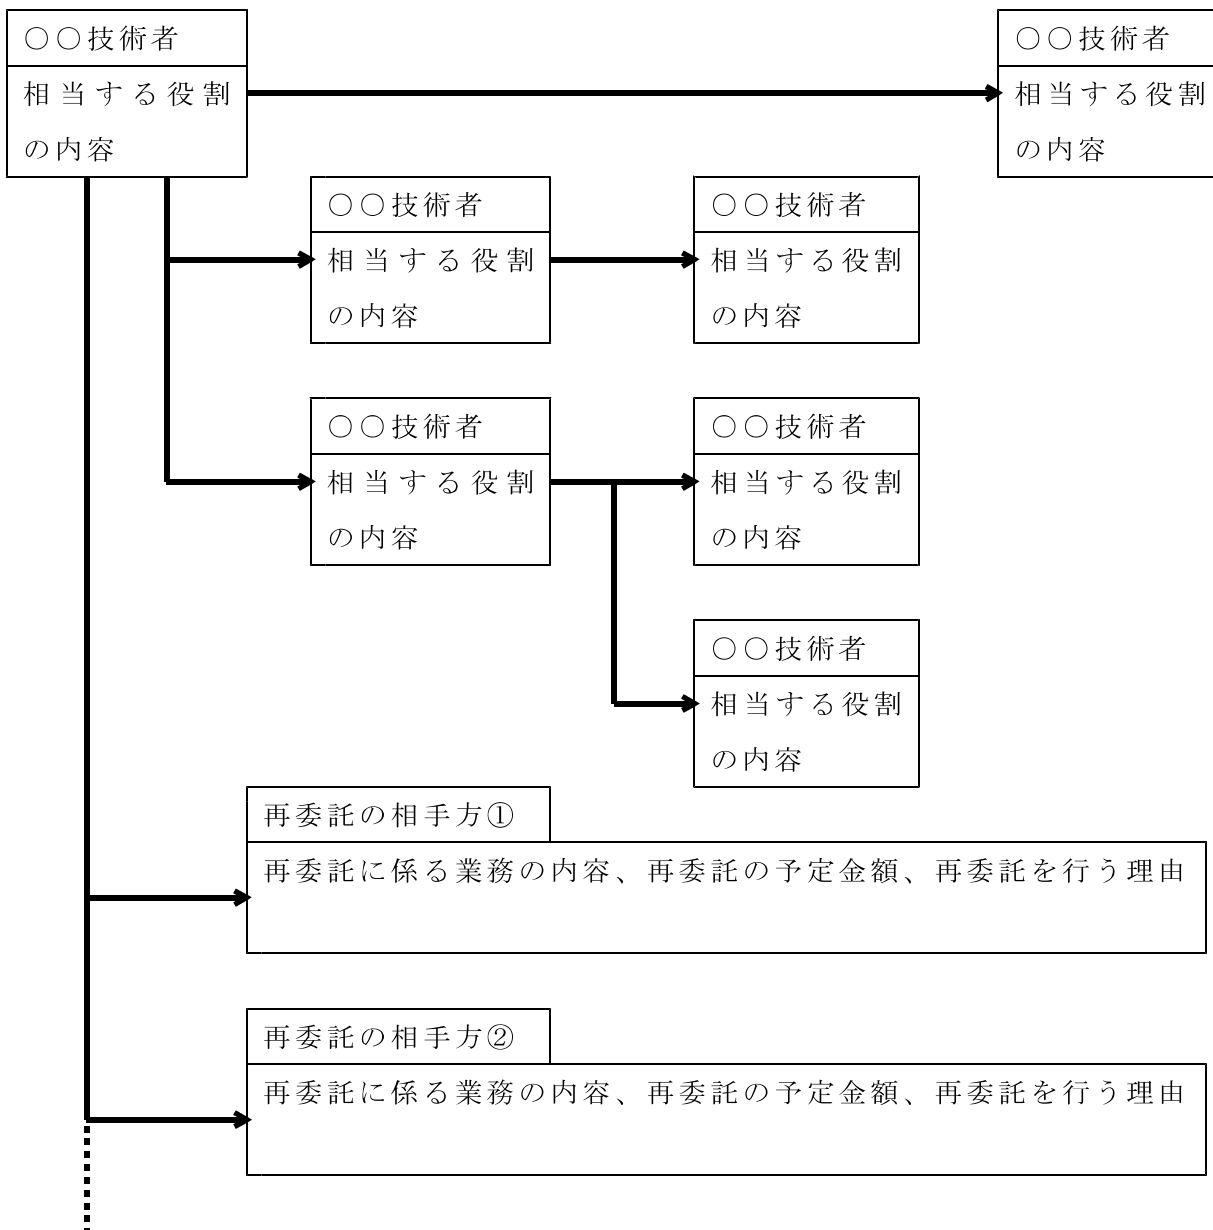 ○○技術者
相当する役割
の内容
○○技術者
相当する役割
の内容
○○技術者
相当する役割
の内容
○○技術者
相当する役割
の内容
○○技術者
相当する役割
の内容
○○技術者
相当する役割
の内容
○○技術者
相当する役割
の内容
再委託の相手方①
再委託に係る業務の内容、再委託の予定金額、再委託を行う理由
再委託の相手方②
再委託に係る業務の内容、再委託の予定金額、再委託を行う理由